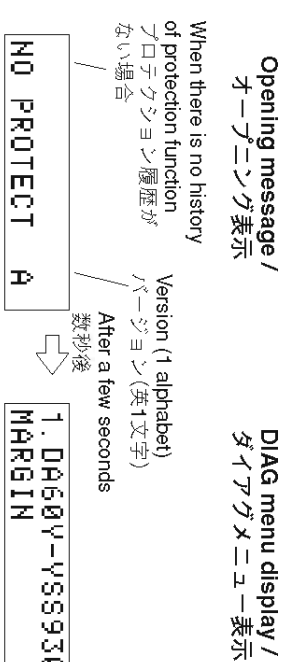 Opening message /
オープニング表示
When there is no history
of protection function
プロテクション履歴が
ない場合
NO PROTECT A
Version (1 alphabet)
バージョン(英1文字)
After a few seconds
数秒後
DIAG menu display /
ダイアグメニュー表示
1. DA60Y-YSS93
MARGIN